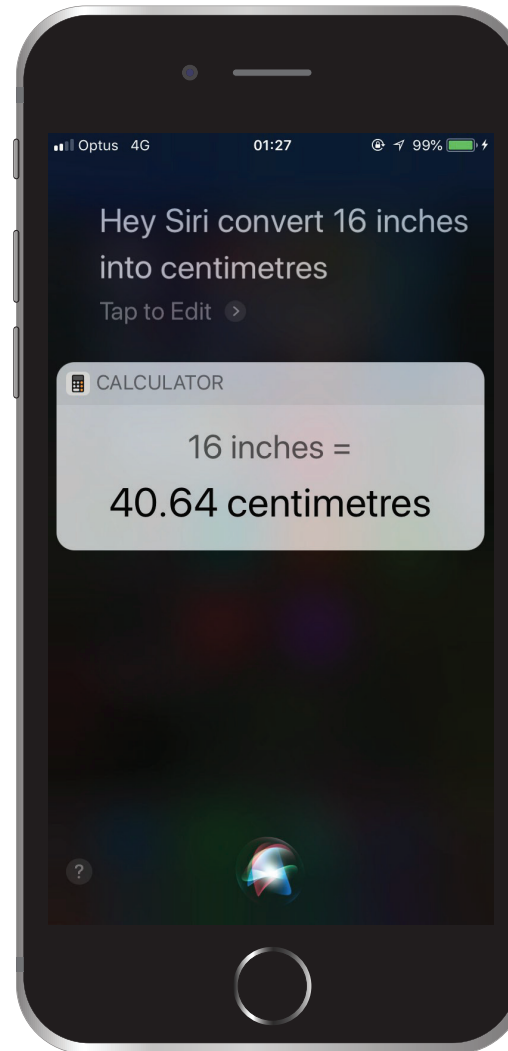 Optus 4G 01:27 99%
Hey Siri convert 16 inches
into centimetres
Tap to Edit >
CALCULATOR
16 inches =
40.64 centimetres
?